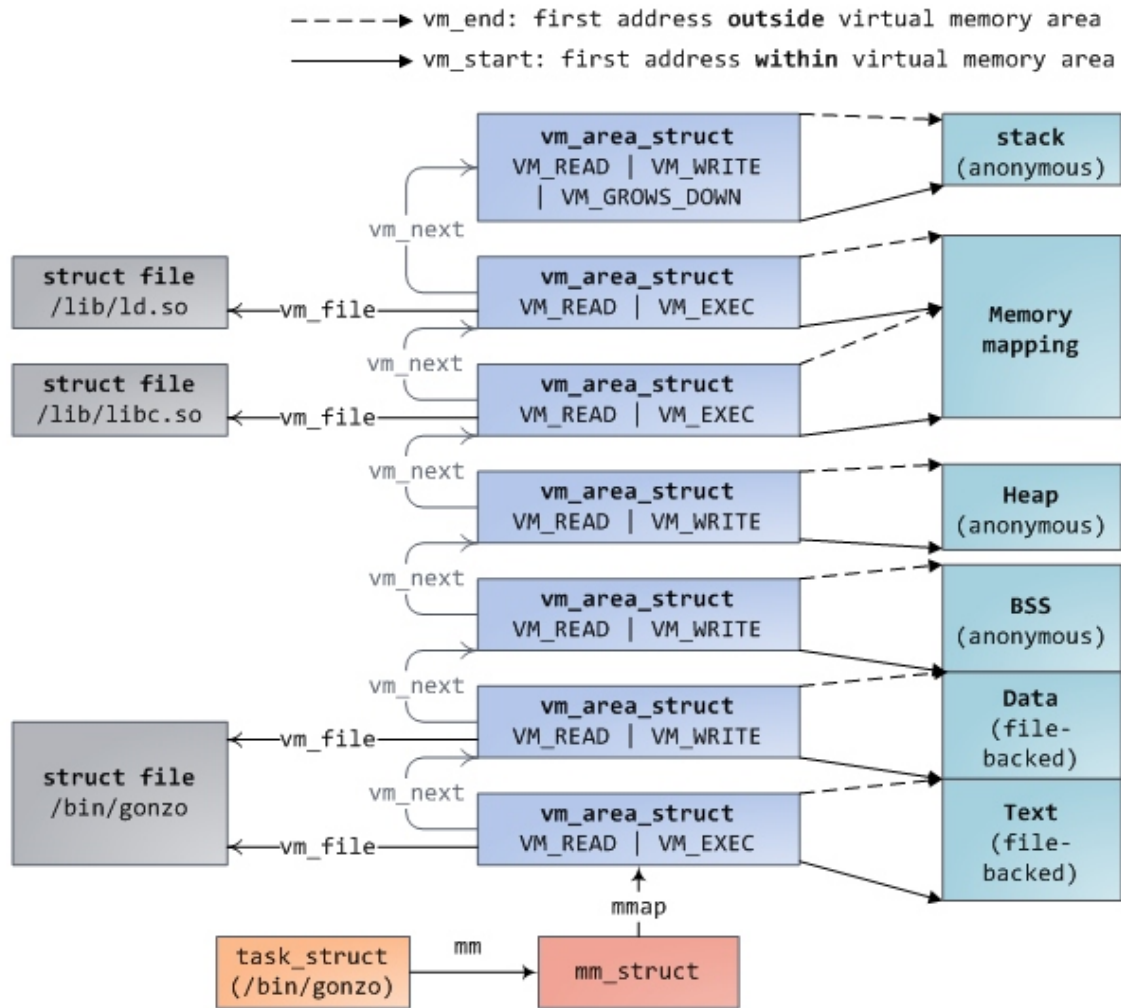 vm_end: first address outside virtual memory area
vm_start: first address within virtual memory area
vm_area_struct
VM_READ | VM_WRITE
| VM_GROWS_DOWN
stack
(anonymous)
vm_next
struct file
/lib/ld.so
vm_file
vm_area_struct
VM_READ | VM_EXEC
Memory
mapping
vm_next
struct file
/lib/libc.so
vm_file
vm_area_struct
VM_READ | VM_EXEC
vm_next
vm_area_struct
VM_READ | VM_WRITE
Heap
(anonymous)
vm_next
vm_area_struct
VM_READ | VM_WRITE
BSS
(anonymous)
vm_next
vm_file
vm_area_struct
VM_READ | VM_WRITE
Data
(file-
backed)
struct file
/bin/gonzo
vm_next
vm_file
vm_area_struct
VM_READ | VM_EXEC
Text
(file-
backed)
mmap
task_struct
(/bin/gonzo)
mm
mm_struct